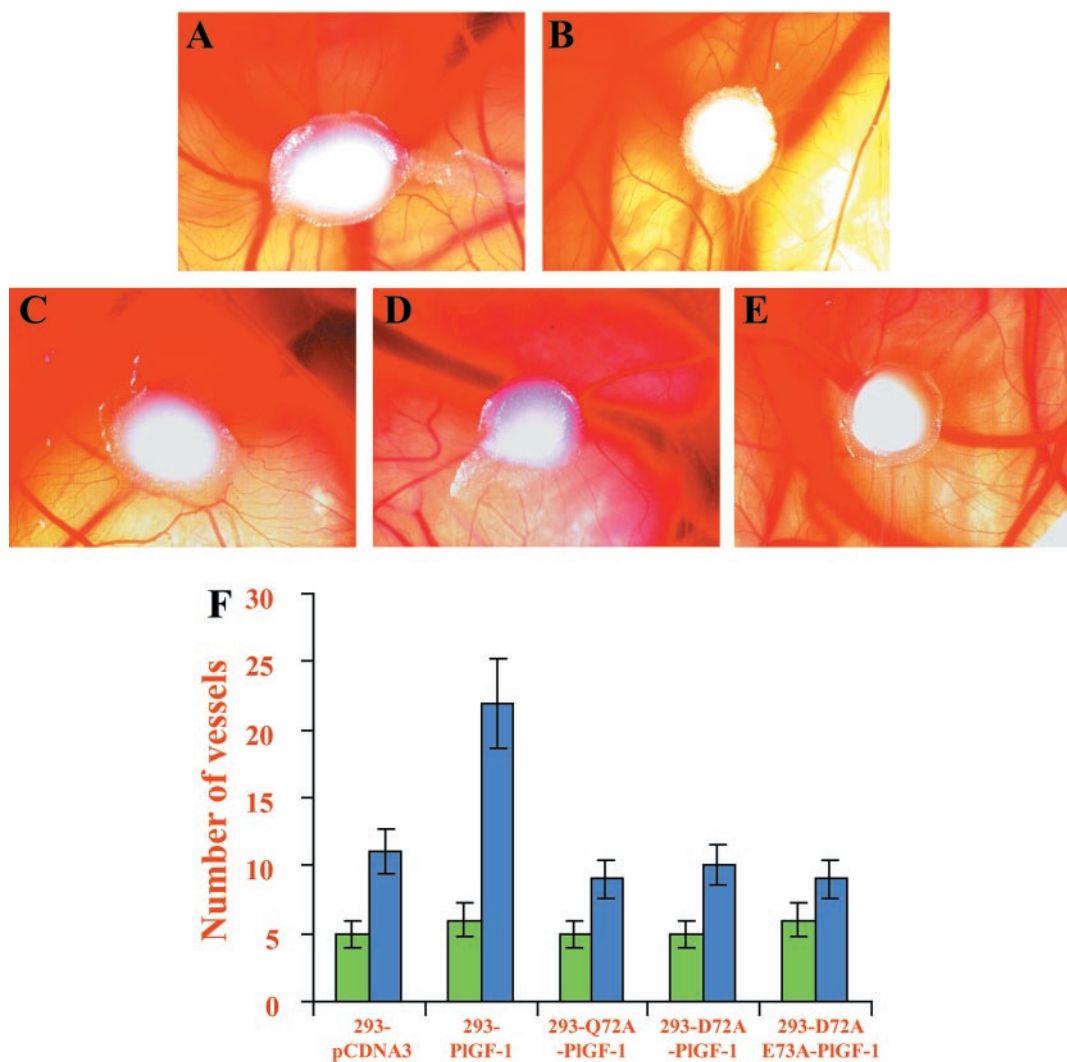 A
B
C
D
E
F
Number of vessels
30
25
20
15
10
5
0
293-
pCDNA3
293-
PlGF-1
293-Q72A
-PlGF-1
293-D72A
-PlGF-1
293-D72A
E73A-PlGF-1